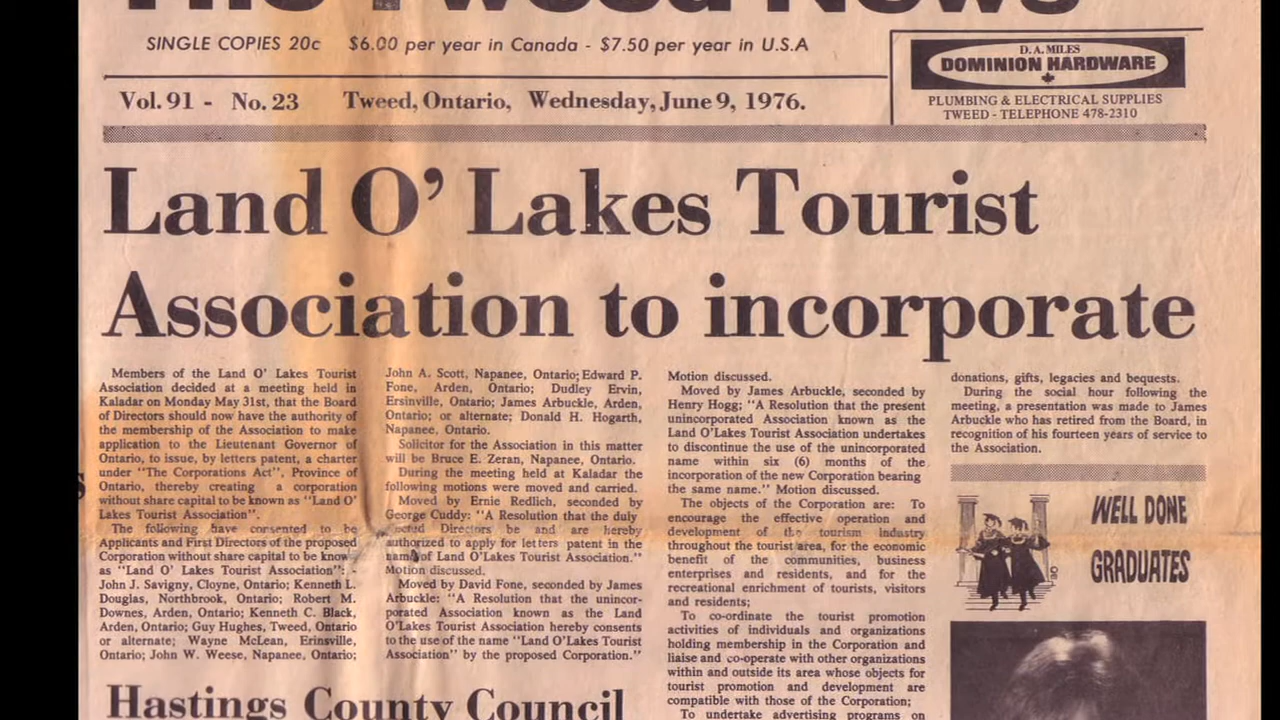 The Tweed News
SINGLE COPIES 20c $6.00 per year in Canada - $7.50 per year in U.S.A
D.A. MILES
DOMINION HARDWARE
PLUMBING & ELECTRICAL SUPPLIES
TWEED - TELEPHONE 478-2310
Vol. 91 - No. 23 Tweed, Ontario, Wednesday, June 9, 1976.
Land O' Lakes Tourist
Association to incorporate
Members of the Land O' Lakes Tourist
Association decided at a meeting held in
Kaladar on Monday May 31st, that the Board
of Directors should now have the authority of
the membership of the Association to make
application to the Lieutenant Governor of
Ontario, to issue, by letters patent, a charter
under "The Corporations Act", Province of
Ontario, thereby creating a corporation
without share capital to be known as "Land O'
Lakes Tourist Association".
The following have consented to be
Applicants and First Directors of the proposed
Corporation without share capital to be know
as "Land O' Lakes Tourist Association": -
John J. Savigny, Cloyne, Ontario; Kenneth L.
Douglas, Northbrook, Ontario; Robert M.
Downes, Arden, Ontario; Kenneth C. Black,
Arden, Ontario; Guy Hughes, Tweed, Ontario
or alternate; Wayne McLean, Erinsville,
Ontario; John W. Weese, Napanee, Ontario;
John A. Scott, Napanee, Ontario; Edward P.
Fone, Arden, Ontario; Dudley Ervin,
Ersinville, Ontario; James Arbuckle, Arden,
Ontario; or alternate; Donald H. Hogarth,
Napanee, Ontario.
Solicitor for the Association in this matter
will be Bruce E. Zeran, Napanee, Ontario.
During the meeting held at Kaladar the
following motions were moved and carried.
Moved by Ernie Redlich, seconded by
George Cuddy: "A Resolution that the duly
Directors be and are hereby
authorized to apply for letters patent in the
name of Land O'Lakes Tourist Association."
Motion discussed.
Moved by David Fone, seconded by James
Arbuckle: "A Resolution that the unincor-
porated Association known as the Land
O'Lakes Tourist Association hereby consents
to the use of the name "Land O'Lakes Tourist
Association" by the proposed Corporation."
Motion discussed.
Moved by James Arbuckle, seconded by
Henry Hogg; "A Resolution that the present
unincorporated Association known as the
Land O'Lakes Tourist Association undertakes
to discontinue the use of the unincorporated
name within six (6) months of the
incorporation of the new Corporation bearing
the same name." Motion discussed.
The objects of the Corporation are: To
encourage the effective operation and
development of the tourism industry
throughout the tourist area, for the economic
benefit of the communities, business
enterprises and residents, and for the
recreational enrichment of tourists, visitors
and residents;
To co-ordinate the tourist promotion
activities of individuals and organizations
holding membership in the Corporation and
liaise and co-operate with other organizations
within and outside its area whose objects for
tourist promotion and development are
compatible with those of the Corporation;
To undertake advertising programs on
donations, gifts, legacies and bequests.
During the social hour following the
meeting, a presentation was made to James
Arbuckle who has retired from the Board, in
recognition of his fourteen years of service to
the Association.
WELL DONE
GRADUATES
Hastings County Council